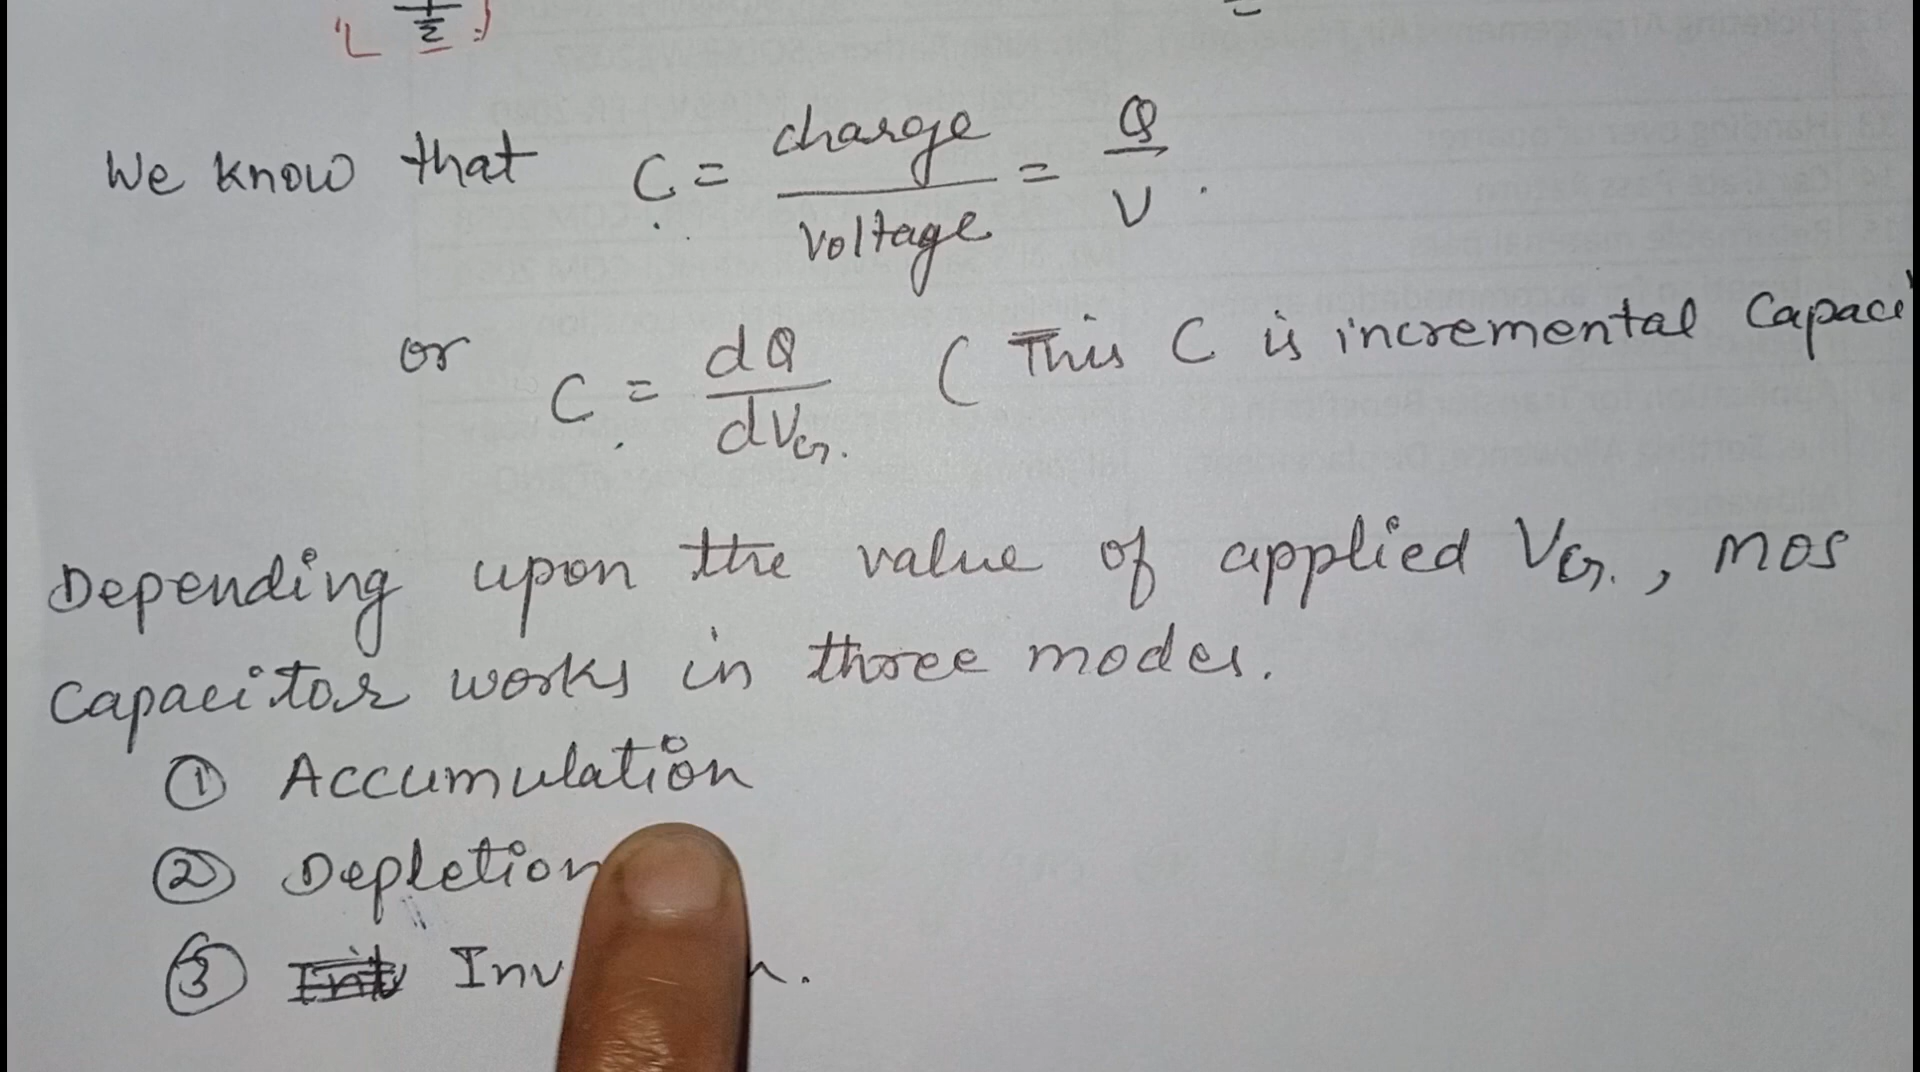 We know that C = charge / voltage = Q / V .
or C = dQ / dVG. ( This C is incremental Capaci
Depending upon the value of applied VG. , MOS
Capacitor works in three modes.
① Accumulation
② Depletion
③ Inv n.